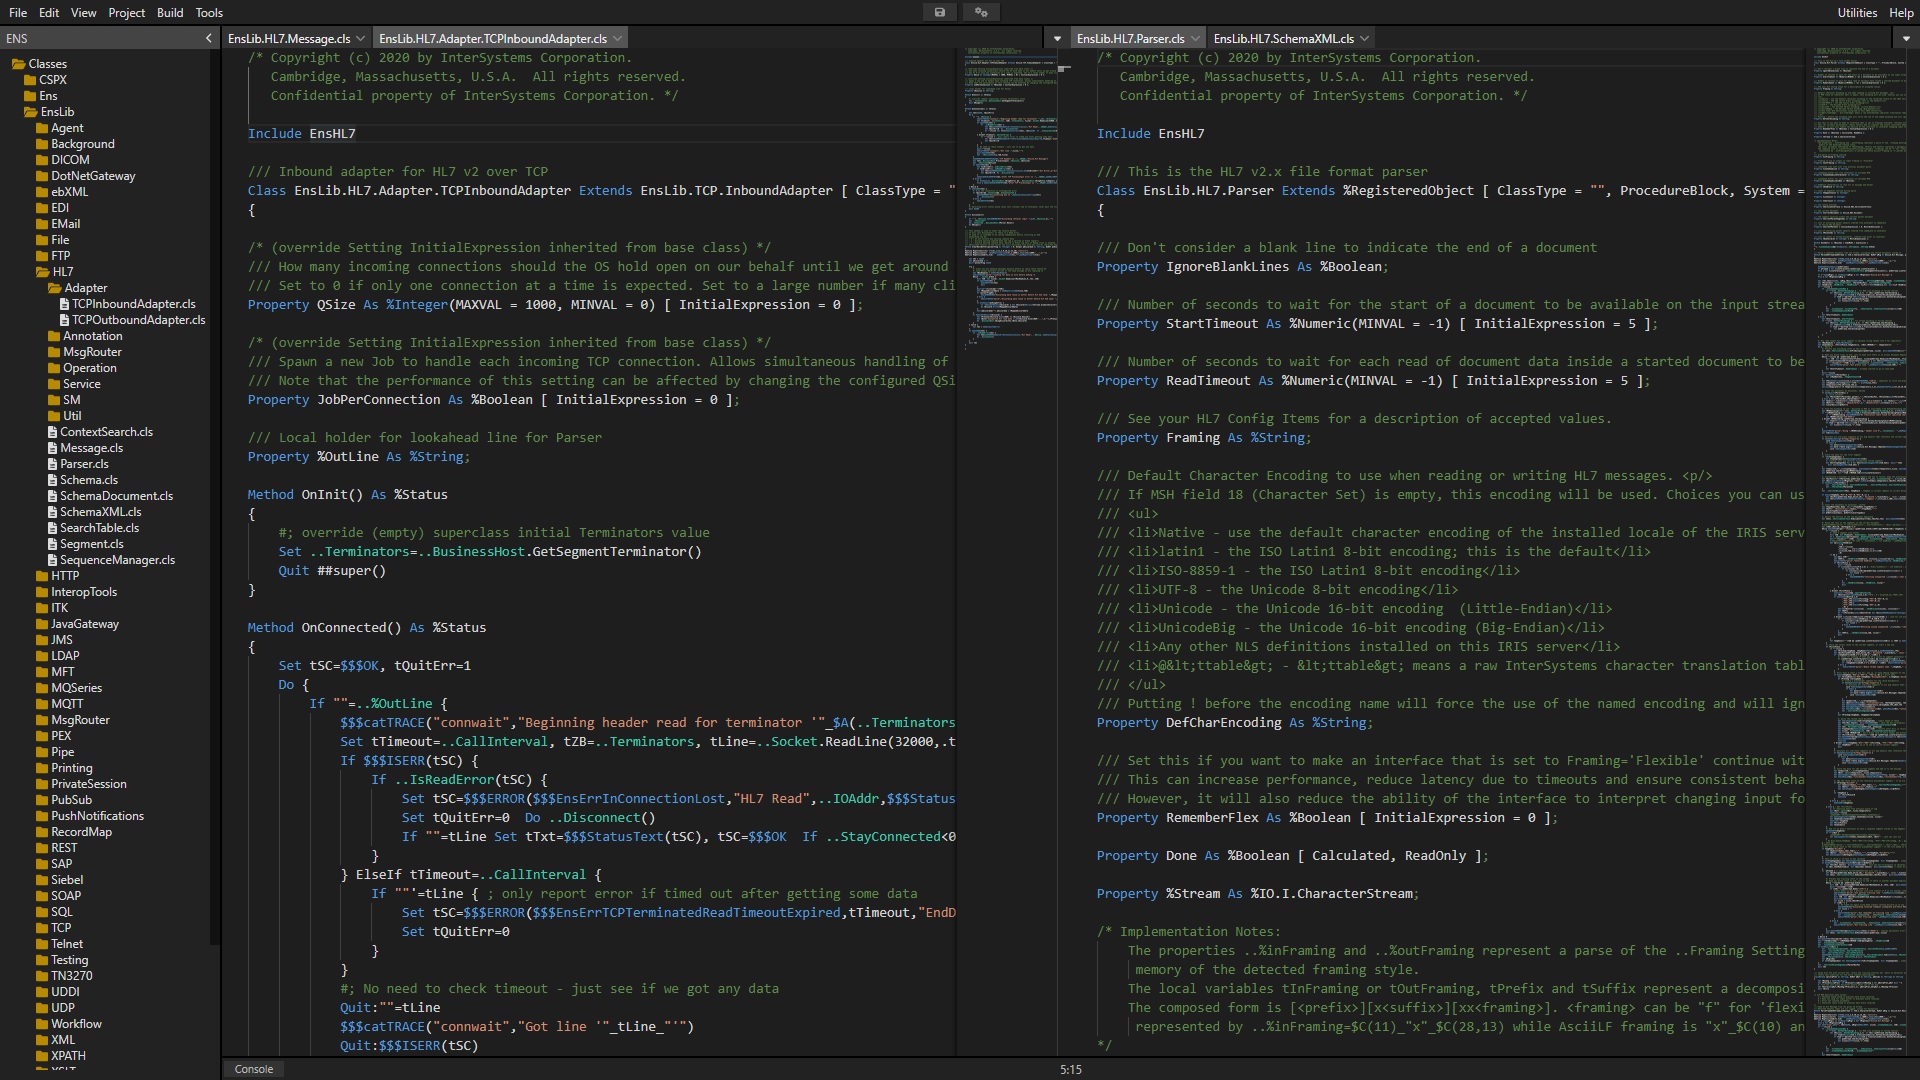 File Edit View Project Build Tools
Utilities Help
ENS
Classes
CSPX
Ens
EnsLib
Agent
Background
DICOM
DotNetGateway
ebXML
EDI
EMail
File
FTP
HL7
Adapter
TCPInboundAdapter.cls
TCPOutboundAdapter.cls
Annotation
MsgRouter
Operation
Service
SM
Util
ContextSearch.cls
Message.cls
Parser.cls
Schema.cls
SchemaDocument.cls
SchemaXML.cls
SearchTable.cls
Segment.cls
SequenceManager.cls
HTTP
InteropTools
ITK
JavaGateway
JMS
LDAP
MFT
MQSeries
MQTT
MsgRouter
PEX
Pipe
Printing
PrivateSession
PubSub
PushNotifications
RecordMap
REST
SAP
Siebel
SOAP
SQL
TCP
Telnet
Testing
TN3270
UDDI
UDP
Workflow
XML
XPATH
EnsLib.HL7.Message.cls EnsLib.HL7.Adapter.TCPInboundAdapter.cls
/* Copyright (c) 2020 by InterSystems Corporation.
Cambridge, Massachusetts, U.S.A.  All rights reserved.
Confidential property of InterSystems Corporation. */
Include EnsHL7
/// Inbound adapter for HL7 v2 over TCP
Class EnsLib.HL7.Adapter.TCPInboundAdapter Extends EnsLib.TCP.InboundAdapter [ ClassType = "
{
/* (override Setting InitialExpression inherited from base class) */
/// How many incoming connections should the OS hold open on our behalf until we get around
/// Set to 0 if only one connection at a time is expected. Set to a large number if many cli
Property QSize As %Integer(MAXVAL = 1000, MINVAL = 0) [ InitialExpression = 0 ];
/* (override Setting InitialExpression inherited from base class) */
/// Spawn a new Job to handle each incoming TCP connection. Allows simultaneous handling of
/// Note that the performance of this setting can be affected by changing the configured QSi
Property JobPerConnection As %Boolean [ InitialExpression = 0 ];
/// Local holder for lookahead line for Parser
Property %OutLine As %String;
Method OnInit() As %Status
{
#; override (empty) superclass initial Terminators value
Set ..Terminators=..BusinessHost.GetSegmentTerminator()
Quit ##super()
}
Method OnConnected() As %Status
{
Set tSC=$$$OK, tQuitErr=1
Do {
If ""=..%OutLine {
$$$catTRACE("connwait","Beginning header read for terminator '"_$A(..Terminators
Set tTimeout=..CallInterval, tZB=..Terminators, tLine=..Socket.ReadLine(32000,.t
If $$$ISERR(tSC) {
If ..IsReadError(tSC) {
Set tSC=$$$ERROR($$$EnsErrInConnectionLost,"HL7 Read",..IOAddr,$$$Status
Set tQuitErr=0  Do ..Disconnect()
If ""=tLine Set tTxt=$$$StatusText(tSC), tSC=$$$OK  If ..StayConnected<0
}
} ElseIf tTimeout=..CallInterval {
If ""'=tLine { ; only report error if timed out after getting some data
Set tSC=$$$ERROR($$$EnsErrTCPTerminatedReadTimeoutExpired,tTimeout,"EndD
Set tQuitErr=0
}
}
#; No need to check timeout - just see if we got any data
Quit:""=tLine
$$$catTRACE("connwait","Got line '"_tLine_"'")
Quit:$$$ISERR(tSC)
EnsLib.HL7.Parser.cls EnsLib.HL7.SchemaXML.cls
/* Copyright (c) 2020 by InterSystems Corporation.
Cambridge, Massachusetts, U.S.A.  All rights reserved.
Confidential property of InterSystems Corporation. */
Include EnsHL7
/// This is the HL7 v2.x file format parser
Class EnsLib.HL7.Parser Extends %RegisteredObject [ ClassType = "", ProcedureBlock, System =
{
/// Don't consider a blank line to indicate the end of a document
Property IgnoreBlankLines As %Boolean;
/// Number of seconds to wait for the start of a document to be available on the input strea
Property StartTimeout As %Numeric(MINVAL = -1) [ InitialExpression = 5 ];
/// Number of seconds to wait for each read of document data inside a started document to be
Property ReadTimeout As %Numeric(MINVAL = -1) [ InitialExpression = 5 ];
/// See your HL7 Config Items for a description of accepted values.
Property Framing As %String;
/// Default Character Encoding to use when reading or writing HL7 messages. <p/>
/// If MSH field 18 (Character Set) is empty, this encoding will be used. Choices you can us
/// <ul>
/// <li>Native - use the default character encoding of the installed locale of the IRIS serv
/// <li>latin1 - the ISO Latin1 8-bit encoding; this is the default</li>
/// <li>ISO-8859-1 - the ISO Latin1 8-bit encoding</li>
/// <li>UTF-8 - the Unicode 8-bit encoding</li>
/// <li>Unicode - the Unicode 16-bit encoding  (Little-Endian)</li>
/// <li>UnicodeBig - the Unicode 16-bit encoding (Big-Endian)</li>
/// <li>Any other NLS definitions installed on this IRIS server</li>
/// <li>@&lt;ttable&gt; - &lt;ttable&gt; means a raw InterSystems character translation tabl
/// </ul>
/// Putting ! before the encoding name will force the use of the named encoding and will ign
Property DefCharEncoding As %String;
/// Set this if you want to make an interface that is set to Framing='Flexible' continue wit
/// This can increase performance, reduce latency due to timeouts and ensure consistent beha
/// However, it will also reduce the ability of the interface to interpret changing input fo
Property RememberFlex As %Boolean [ InitialExpression = 0 ];
Property Done As %Boolean [ Calculated, ReadOnly ];
Property %Stream As %IO.I.CharacterStream;
/* Implementation Notes:
The properties ..%inFraming and ..%outFraming represent a parse of the ..Framing Setting
memory of the detected framing style.
The local variables tInFraming or tOutFraming, tPrefix and tSuffix represent a decomposi
The composed form is [<prefix>][x<suffix>][xx<framing>]. <framing> can be "f" for 'flexi
represented by ..%inFraming=$C(11)_"x"_$C(28,13) while AsciiLF framing is "x"_$C(10) an
*/
Console
5:15